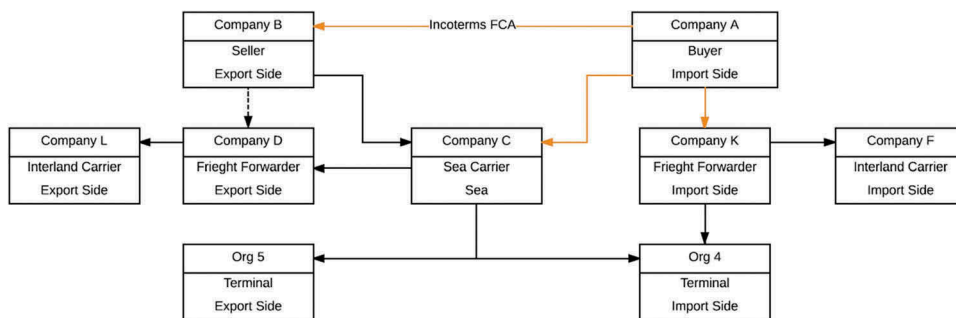 Company B
Incoterms FCA
Company A
Seller
Export Side
Buyer
Import Side
Company L
Interland Carrier
Export Side
Company D
Frieght Forwarder
Export Side
Company C
Sea Carrier
Sea
Company K
Frieght Forwarder
Import Side
Company F
Interland Carrier
Import Side
Org 5
Terminal
Export Side
Org 4
Terminal
Import Side